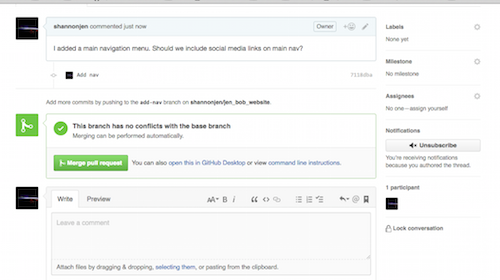 shannonjen commented just now
Owner
I added a main navigation menu. Should we include social media links on main nav?
Add nav
7118dba
Add more commits by pushing to the add-nav branch on shannonjen/jen_bob_website.
This branch has no conflicts with the base branch
Merging can be performed automatically.
Merge pull request
You can also open this in GitHub Desktop or view command line instructions.
Write
Preview
AA
B
i
Leave a comment
Attach files by dragging & dropping, selecting them, or pasting from the clipboard.
Labels
None yet
Milestone
No milestone
Assignees
No one—assign yourself
Notifications
Unsubscribe
You're receiving notifications
because you authored the thread.
1 participant
Lock conversation